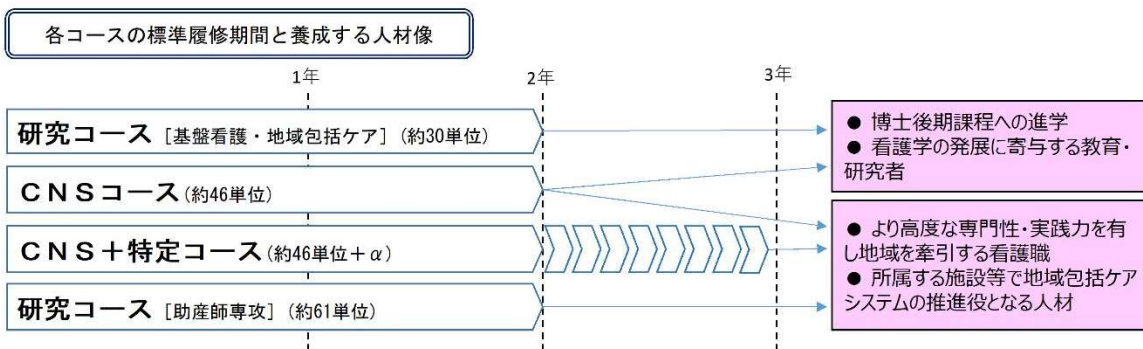 各コースの標準履修期間と養成する人材像
1年
2年
3年
研究コース [基盤看護・地域包括ケア] (約30単位)
CNSコース(約46単位)
CNS+特定コース(約46単位+α)
研究コース [助産師専攻] (約61単位)
● 博士後期課程への進学
● 看護学の発展に寄与する教育・
研究者
● より高度な専門性・実践力を有
し地域を牽引する看護職
● 所属する施設等で地域包括ケア
システムの推進役となる人材